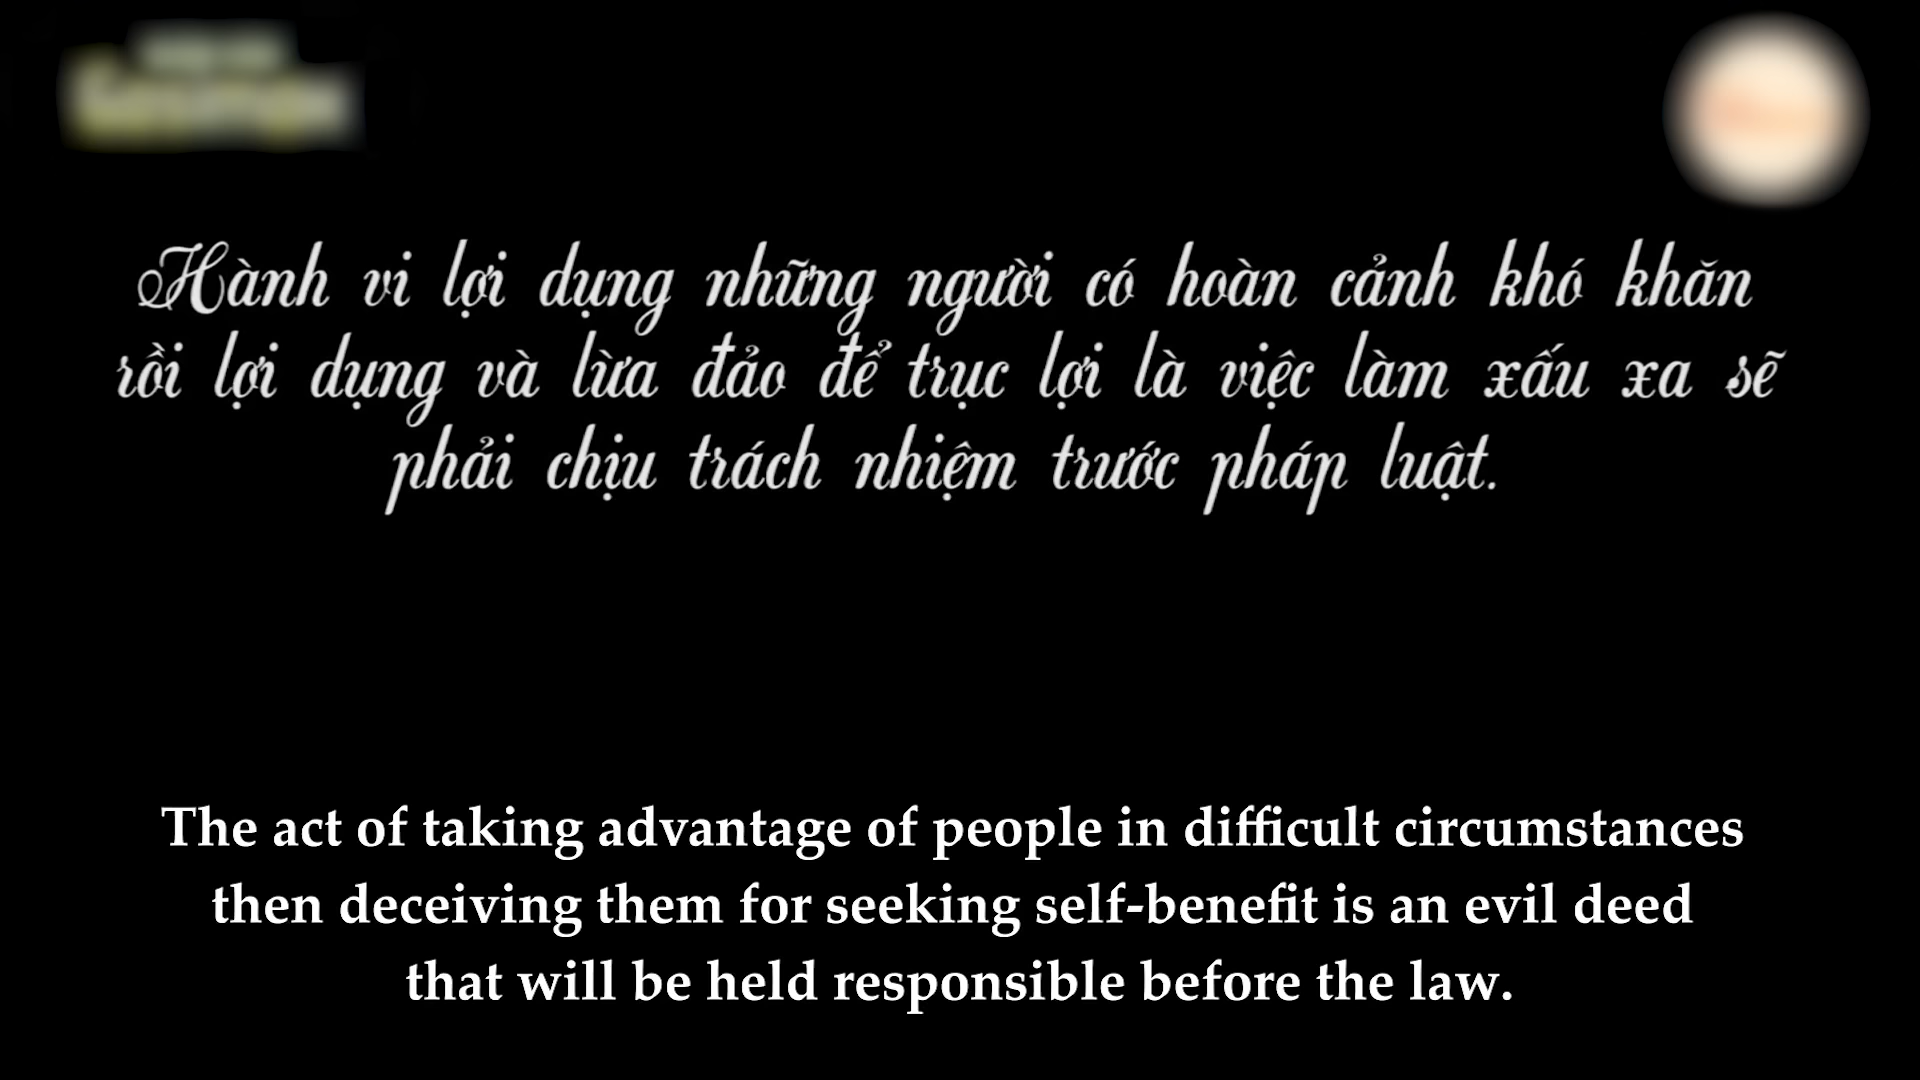 Hành vi lợi dụng những người có hoàn cảnh khó khăn
rồi lợi dụng và lừa đảo để trục lợi là việc làm xấu xa sẽ
phải chịu trách nhiệm trước pháp luật.
The act of taking advantage of people in difficult circumstances
then deceiving them for seeking self-benefit is an evil deed
that will be held responsible before the law.